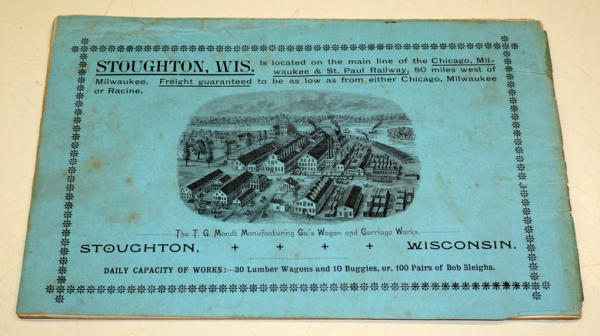 STOUGHTON, WIS. Is located on the main line of the Chicago, Mil-
waukee & St. Paul Railway, 80 miles west of
Milwaukee. Freight guaranteed to be as low as from either Chicago, Milwaukee
or Racine.
The T. G. Mandt Manufacturing Co.'s Wagon and Carriage Works.
STOUGHTON, + + + + WISCONSIN.
DAILY CAPACITY OF WORKS:—30 Lumber Wagons and 10 Buggies, or, 100 Pairs of Bob Sleighs.